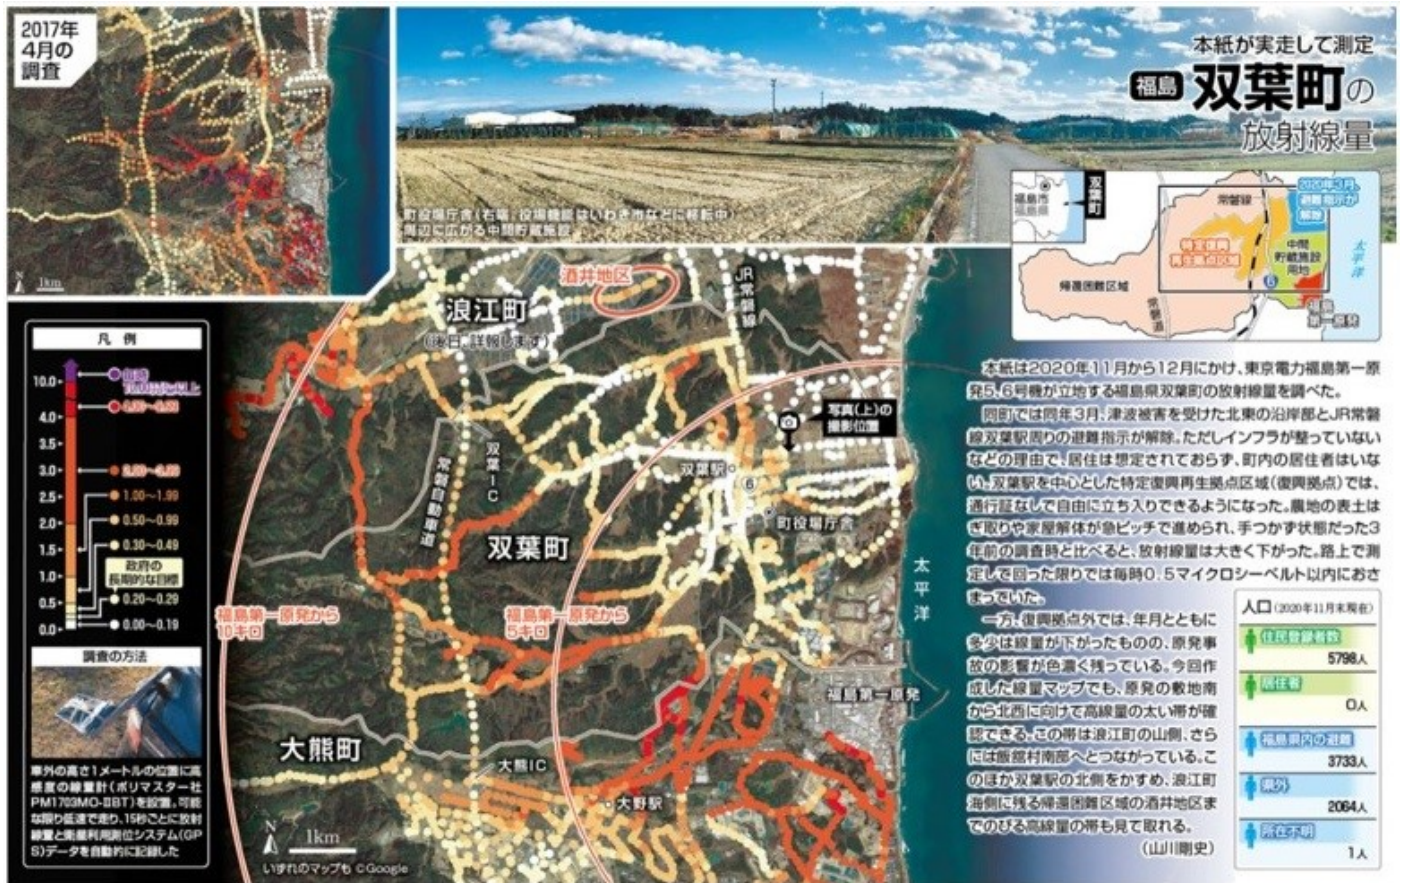 2017年
4月の
調査
本紙が実走して測定
福島 双葉町の
放射線量
町役場庁舎(右端、役場機能はいわき市などに移転中)
周辺に広がる中間貯蔵施設
福島市
福島県
双葉町
常磐線
2020年3月、
避難指示が
解除
特定復興
再生拠点区域
中間
貯蔵施設
用地
太平洋
帰還困難区域
常磐道
6
福島
第一原発
N
1km
酒井地区
浪江町
(後日、詳報します)
JR常磐線
写真(上)の
撮影位置
双葉IC
常磐自動車道
双葉駅
6
町役場庁舎
双葉町
太平洋
福島第一原発から
10キロ
福島第一原発から
5キロ
福島第一原発
大熊町
大熊IC
大野駅
N
1km
いずれのマップも ©Google
凡例
10.0
4.0
3.5
3.0
2.5
2.0
1.5
1.0
0.5
0.0
1.00〜1.99
0.50〜0.99
0.30〜0.49
政府の
長期的な目標
0.20〜0.29
0.00〜0.19
調査の方法
車外の高さ1メートルの位置に高
感度の線量計(ポリマスター社
PM1703MO-ⅡBT)を設置。可能
な限り低速で走り、15秒ごとに放射
線量と衛星利用測位システム(GP
S)データを自動的に記録した
本紙は2020年11月から12月にかけ、東京電力福島第一原
発5、6号機が立地する福島県双葉町の放射線量を調べた。
同町では同年3月、津波被害を受けた北東の沿岸部とJR常磐
線双葉駅周りの避難指示が解除。ただしインフラが整っていない
などの理由で、居住は想定されておらず、町内の居住者はいな
い。双葉駅を中心とした特定復興再生拠点区域(復興拠点)では、
通行証なしで自由に立ち入りできるようになった。農地の表土は
ぎ取りや家屋解体が急ピッチで進められ、手つかず状態だった3
年前の調査時と比べると、放射線量は大きく下がった。路上で測
定して回った限りでは毎時0.5マイクロシーベルト以内におさ
まっていた。
一方、復興拠点外では、年月とともに
多少は線量が下がったものの、原発事
故の影響が色濃く残っている。今回作
成した線量マップでも、原発の敷地南
から北西に向けて高線量の太い帯が確
認できる。この帯は浪江町の山側、さら
には飯舘村南部へとつながっている。こ
のほか双葉駅の北側をかすめ、浪江町
海側に残る帰還困難区域の酒井地区ま
でのびる高線量の帯も見て取れる。
(山川剛史)
人口(2020年11月末現在)
住民登録者数
5798人
居住者
0人
福島県内の避難
3733人
県外
2064人
所在不明
1人